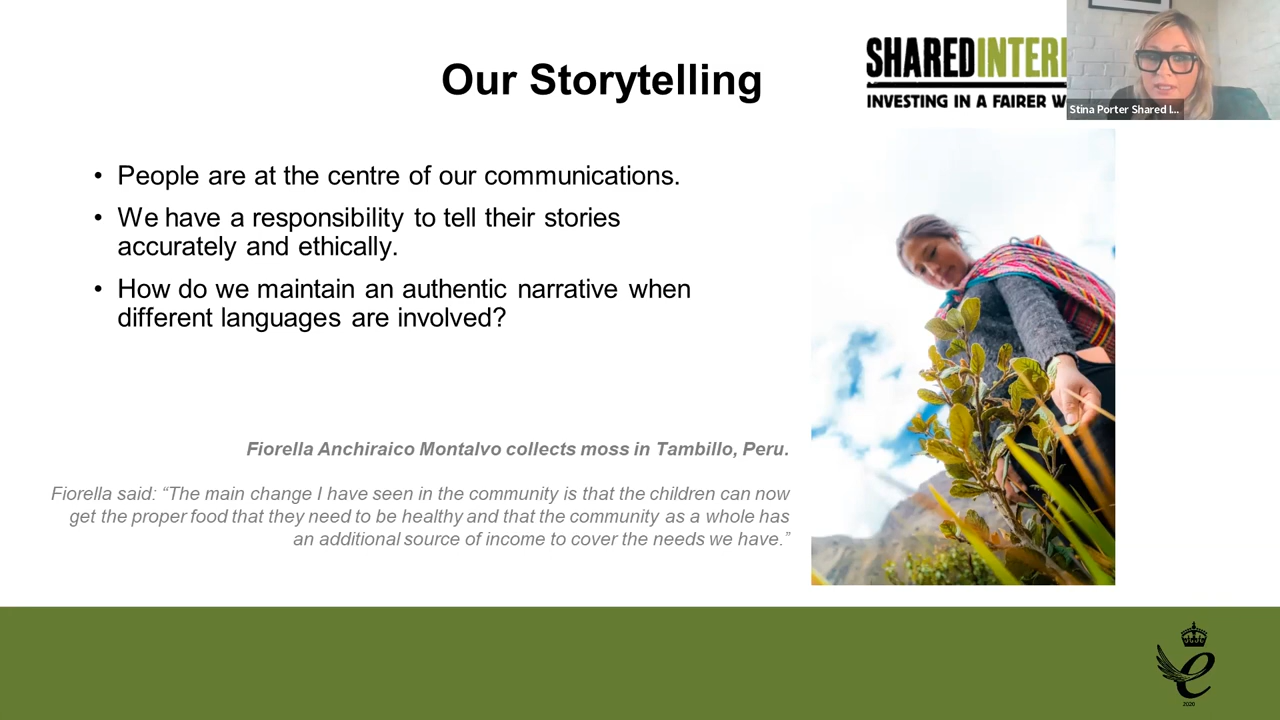 Our Storytelling
SHAREDINTER
INVESTING IN A FAIRER W
Stina Porter Shared I...
• People are at the centre of our communications.
• We have a responsibility to tell their stories
accurately and ethically.
• How do we maintain an authentic narrative when
different languages are involved?
Fiorella Anchiraico Montalvo collects moss in Tambillo, Peru.
Fiorella said: “The main change I have seen in the community is that the children can now
get the proper food that they need to be healthy and that the community as a whole has
an additional source of income to cover the needs we have.”
e
2020